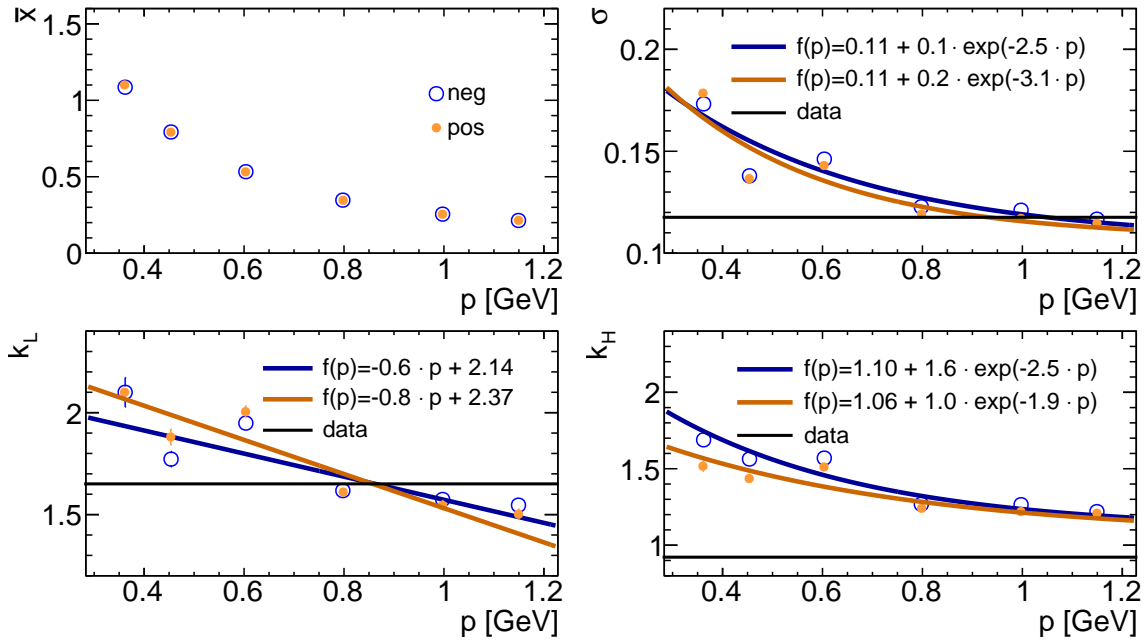 x̄
1.5
1
0.5
0
neg
pos
0.4 0.6 0.8 1 1.2
p [GeV]
σ
0.2
0.15
0.1
f(p)=0.11 + 0.1 · exp(-2.5 · p)
f(p)=0.11 + 0.2 · exp(-3.1 · p)
data
0.4 0.6 0.8 1 1.2
p [GeV]
k_L
2
1.5
f(p)=-0.6 · p + 2.14
f(p)=-0.8 · p + 2.37
data
0.4 0.6 0.8 1 1.2
p [GeV]
k_H
2
1.5
1
f(p)=1.10 + 1.6 · exp(-2.5 · p)
f(p)=1.06 + 1.0 · exp(-1.9 · p)
data
0.4 0.6 0.8 1 1.2
p [GeV]